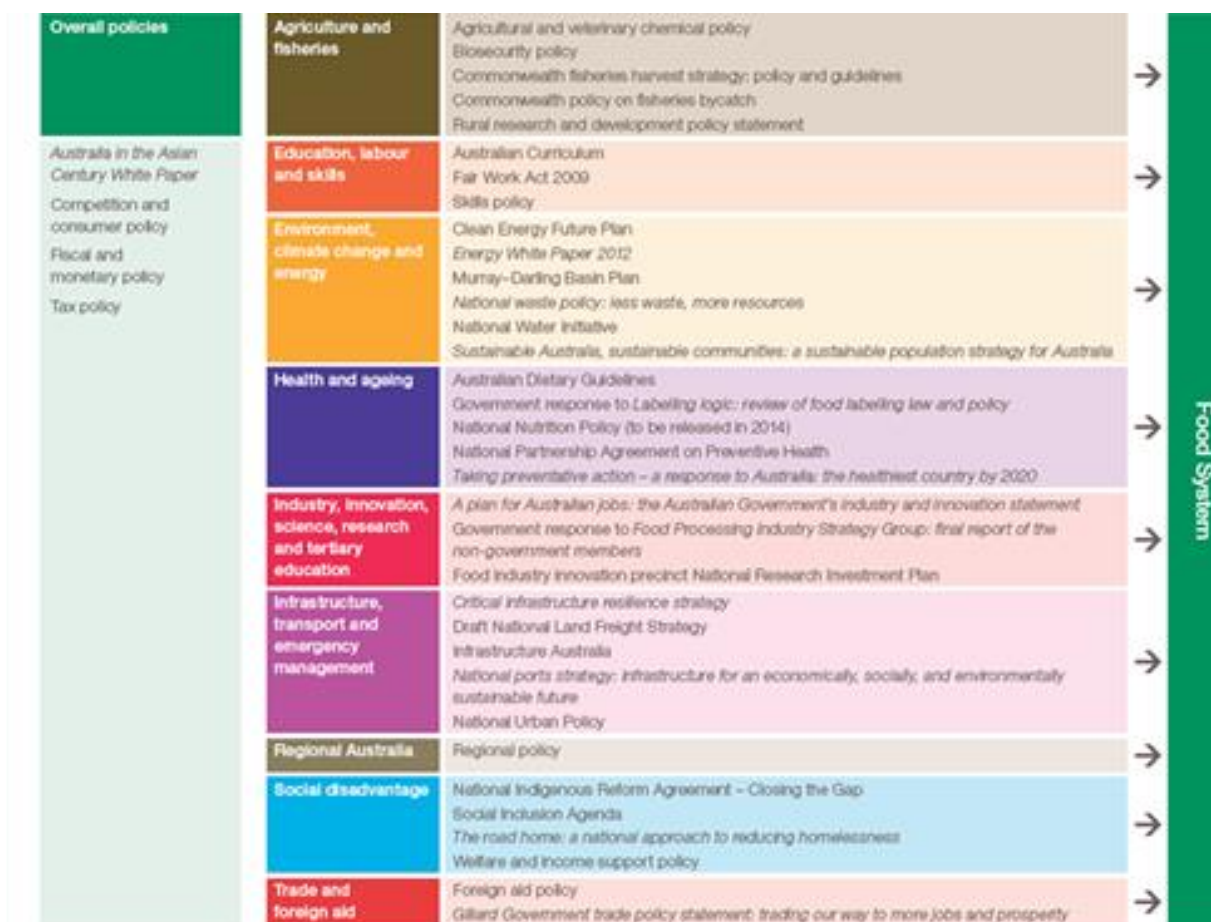 Overall policies
Australia in the Asian
Century White Paper
Competition and
consumer policy
Fiscal and
monetary policy
Tax policy
Agriculture and
fisheries
Agricultural and veterinary chemical policy
Biosecurity policy
Commonwealth fisheries harvest strategy: policy and guidelines
Commonwealth policy on fisheries bycatch
Rural research and development policy statement
Education, labour
and skills
Australian Curriculum
Fair Work Act 2009
Skills policy
Environment,
climate change and
energy
Clean Energy Future Plan
Energy White Paper 2012
Murray–Darling Basin Plan
National waste policy: less waste, more resources
National Water Initiative
Sustainable Australia, sustainable communities: a sustainable population strategy for Australia
Health and ageing
Australian Dietary Guidelines
Government response to Labelling logic: review of food labelling law and policy
National Nutrition Policy (to be released in 2014)
National Partnership Agreement on Preventive Health
Taking preventative action – a response to Australia: the healthiest country by 2020
Industry, innovation,
science, research
and tertiary
education
A plan for Australian jobs: the Australian Government's industry and innovation statement
Government response to Food Processing Industry Strategy Group: final report of the
non-government members
Food industry innovation precinct National Research Investment Plan
Infrastructure,
transport and
emergency
management
Critical infrastructure resilience strategy
Draft National Land Freight Strategy
Infrastructure Australia
National ports strategy: infrastructure for an economically, socially, and environmentally
sustainable future
National Urban Policy
Regional Australia
Regional policy
Social disadvantage
National Indigenous Reform Agreement – Closing the Gap
Social Inclusion Agenda
The road home: a national approach to reducing homelessness
Welfare and income support policy
Trade and
foreign aid
Foreign aid policy
Gillard Government trade policy statement: trading our way to more jobs and prosperity
Food System